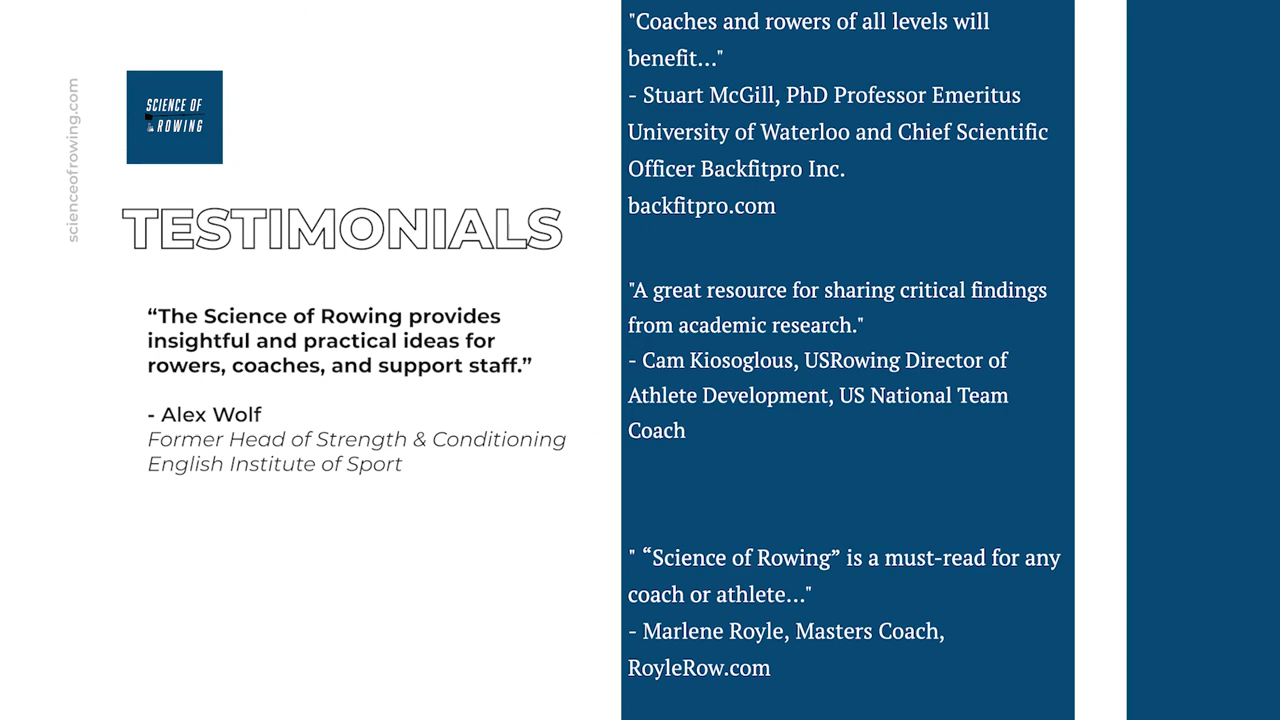 scienceofrowing.com
SCIENCE OF
ROWING
TESTIMONIALS
“The Science of Rowing provides
insightful and practical ideas for
rowers, coaches, and support staff.”
- Alex Wolf
Former Head of Strength & Conditioning
English Institute of Sport
"Coaches and rowers of all levels will
benefit..."
- Stuart McGill, PhD Professor Emeritus
University of Waterloo and Chief Scientific
Officer Backfitpro Inc.
backfitpro.com
"A great resource for sharing critical findings
from academic research."
- Cam Kiosoglous, USRowing Director of
Athlete Development, US National Team
Coach
" “Science of Rowing” is a must-read for any
coach or athlete..."
- Marlene Royle, Masters Coach,
RoyleRow.com